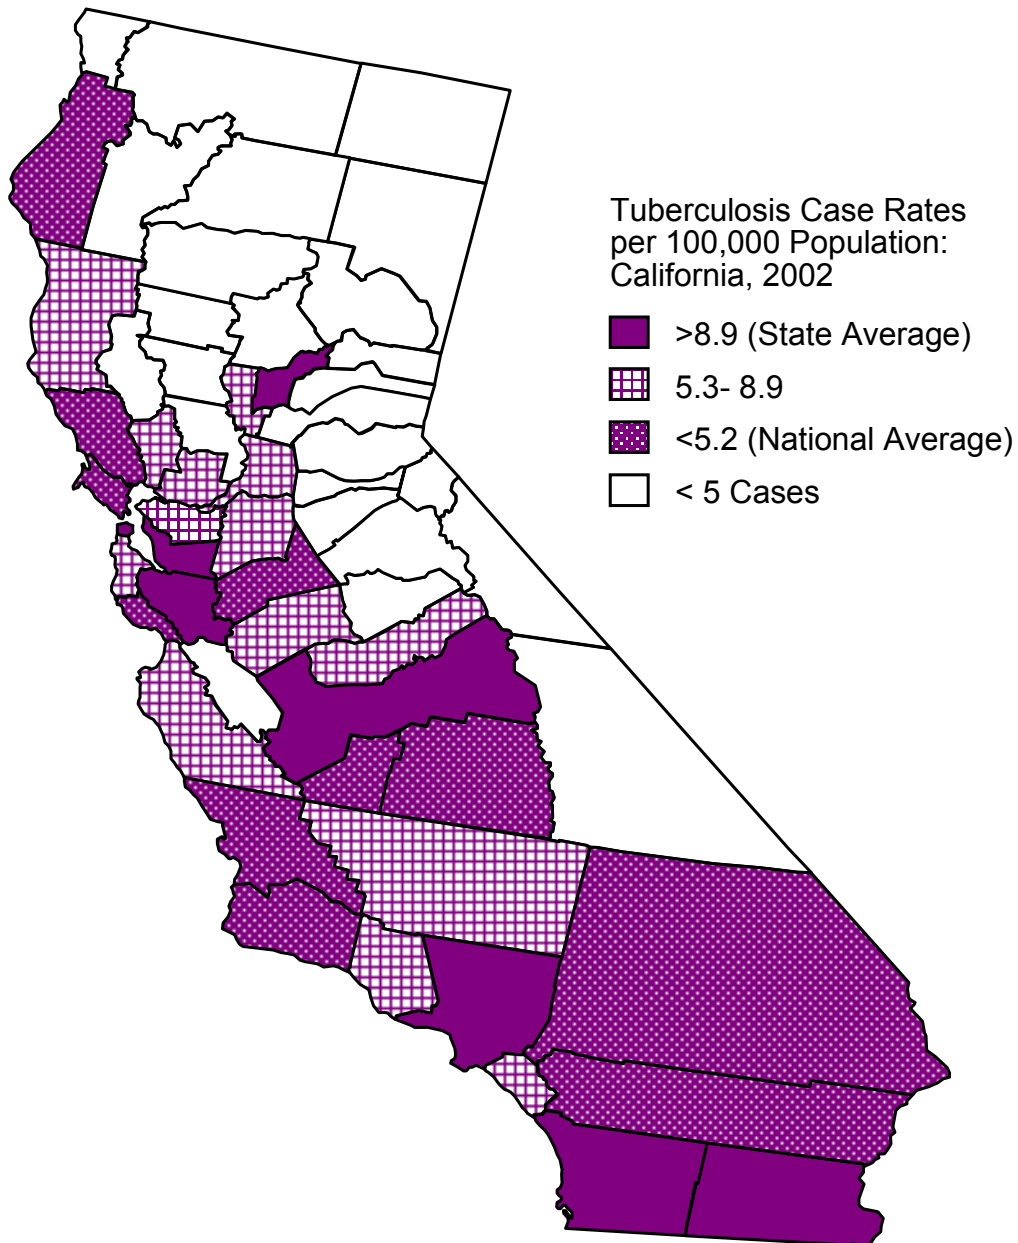 Tuberculosis Case Rates
per 100,000 Population:
California, 2002
>8.9 (State Average)
5.3- 8.9
<5.2 (National Average)
< 5 Cases